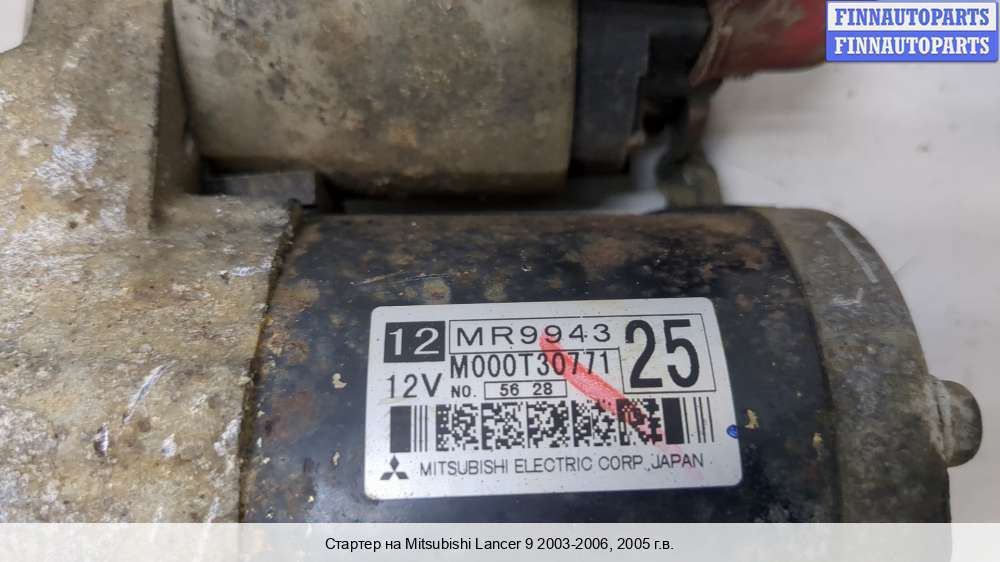 FINNAUTOPARTS
FINNAUTOPARTS
12 MR9943 25
M000T30771
12V NO. 56 28
MITSUBISHI ELECTRIC CORP., JAPAN
Стартер на Mitsubishi Lancer 9 2003-2006, 2005 г.в.